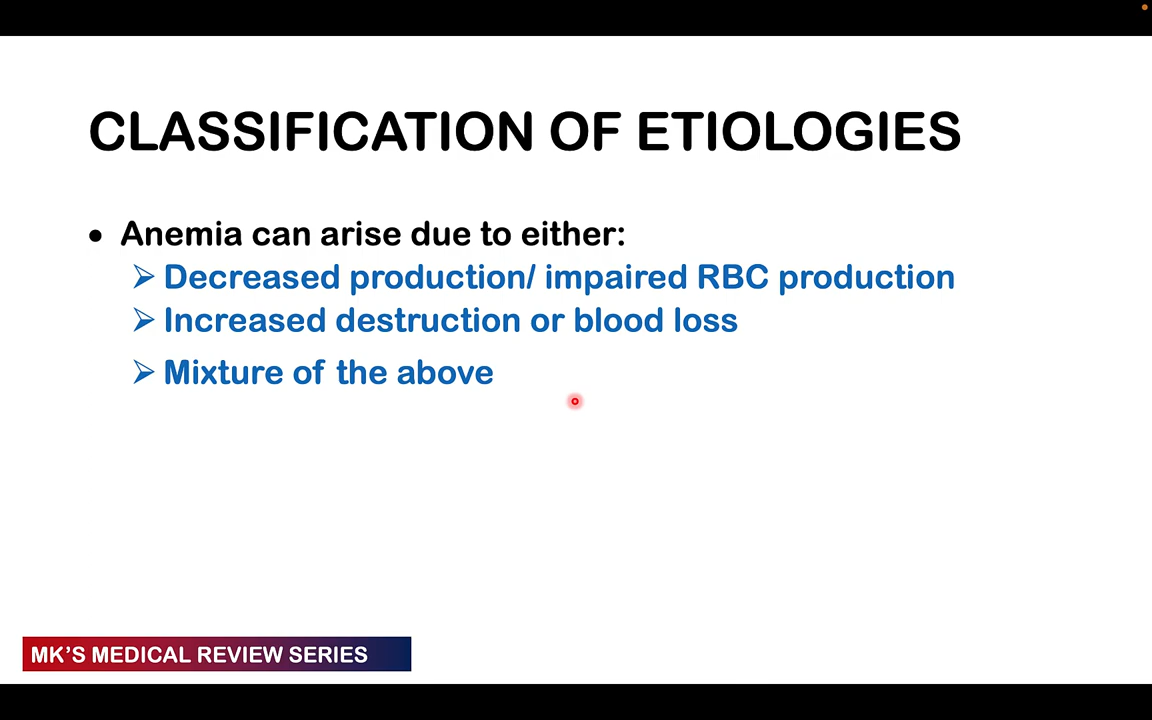 CLASSIFICATION OF ETIOLOGIES
• Anemia can arise due to either:
➢ Decreased production/ impaired RBC production
➢ Increased destruction or blood loss
➢ Mixture of the above
MK'S MEDICAL REVIEW SERIES